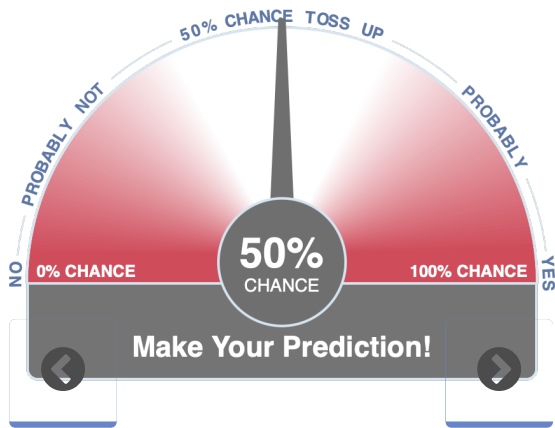 50% CHANCE TOSS UP
PROBABLY NOT
PROBABLY
NO
YES
0% CHANCE
50%
CHANCE
100% CHANCE
Make Your Prediction!